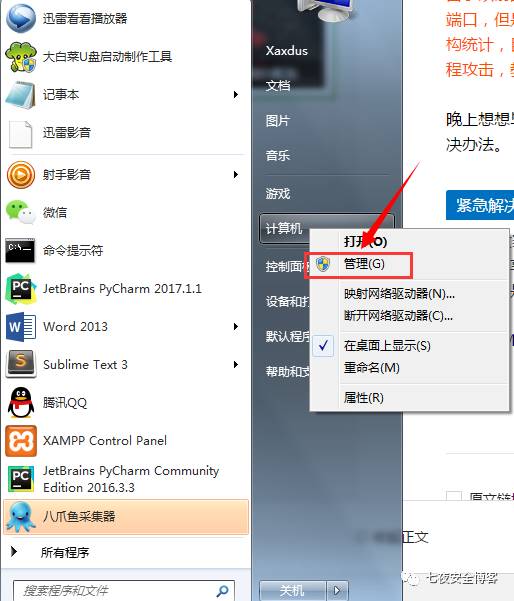 迅雷看看播放器
大白菜U盘启动制作工具
记事本
迅雷影音
射手影音
微信
命令提示符
JetBrains PyCharm 2017.1.1
Word 2013
Sublime Text 3
腾讯QQ
XAMPP Control Panel
JetBrains PyCharm Community
Edition 2016.3.3
八爪鱼采集器
所有程序
搜索程序和文件
Xaxdus
文档
图片
音乐
游戏
计算机
控制面
设备和打
默认程序
帮助和支
关机
打开(O)
管理(G)
映射网络驱动器(N)...
断开网络驱动器(C)...
在桌面上显示(S)
重命名(M)
属性(R)
端口，但是
构统计，目
程攻击，
晚上想想
决办法。
紧急解决
原文链
正文
七夜安全博客